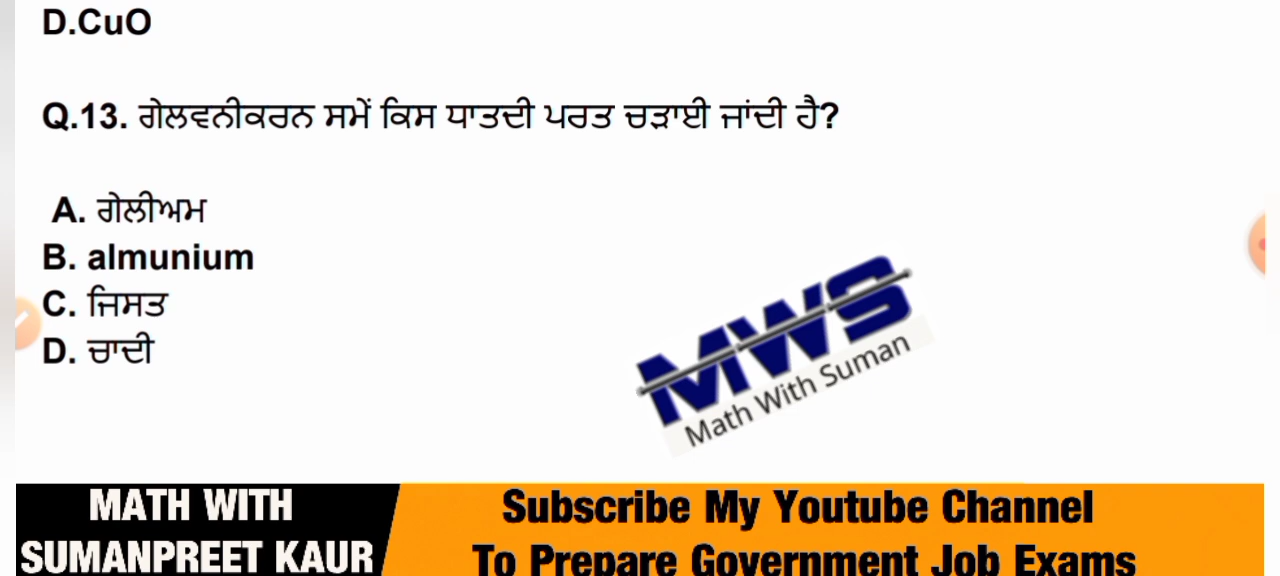 D.CuO
Q.13. ਗੇਲਵਨੀਕਰਨ ਸਮੇਂ ਕਿਸ ਧਾਤਦੀ ਪਰਤ ਚੜਾਈ ਜਾਂਦੀ ਹੈ?
A. ਗੇਲੀਅਮ
B. almunium
C. ਜਿਸਤ
D. ਚਾਦੀ
MWS
Math With Suman
MATH WITH
SUMANPREET KAUR
Subscribe My Youtube Channel
To Prepare Government Job Exams